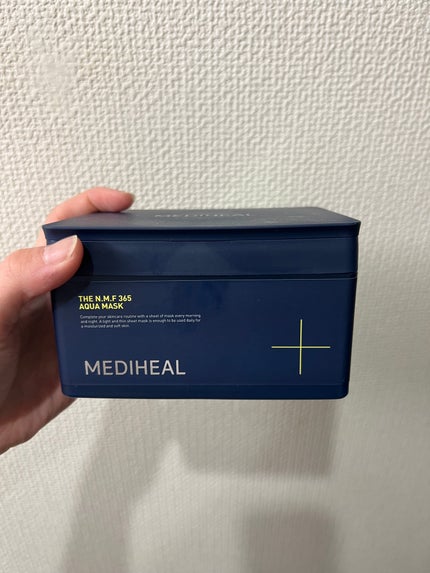 MEDIHEAL
THE N.M.F 365
AQUA MASK
Complete your skincare routine with a sheet of mask every morning
and night. A light and thin sheet mask is enough to be used daily for
a moisturized and soft skin.
MEDIHEAL